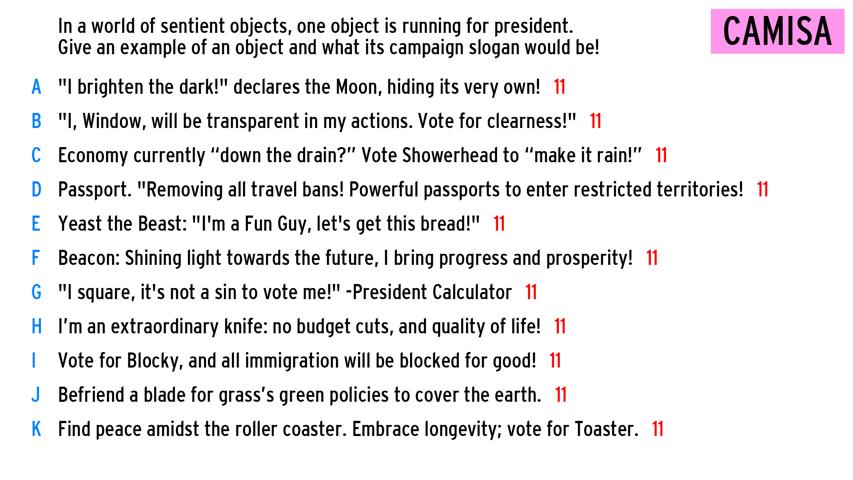 In a world of sentient objects, one object is running for president.
Give an example of an object and what its campaign slogan would be!
CAMISA
A "I brighten the dark!" declares the Moon, hiding its very own! 11
B "I, Window, will be transparent in my actions. Vote for clearness!" 11
C Economy currently “down the drain?” Vote Showerhead to “make it rain!” 11
D Passport. "Removing all travel bans! Powerful passports to enter restricted territories! 11
E Yeast the Beast: "I'm a Fun Guy, let's get this bread!" 11
F Beacon: Shining light towards the future, I bring progress and prosperity! 11
G "I square, it's not a sin to vote me!" -President Calculator 11
H I’m an extraordinary knife: no budget cuts, and quality of life! 11
I Vote for Blocky, and all immigration will be blocked for good! 11
J Befriend a blade for grass’s green policies to cover the earth. 11
K Find peace amidst the roller coaster. Embrace longevity; vote for Toaster. 11